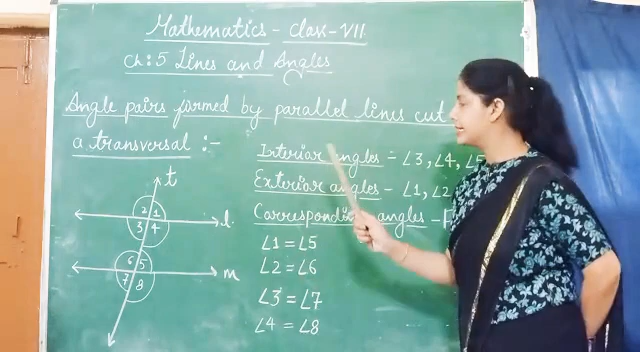 Mathematics - Class - VII
Ch: 5 Lines and Angles
Angle pairs formed by parallel lines cut
a transversal :-
Interior angles = ∠3, ∠4, ∠5
Exterior angles - ∠1, ∠2
Corresponding angles -
∠1 = ∠5
∠2 = ∠6
∠3 = ∠7
∠4 = ∠8
t
2 1
3 4
l
6 5
7 8
m